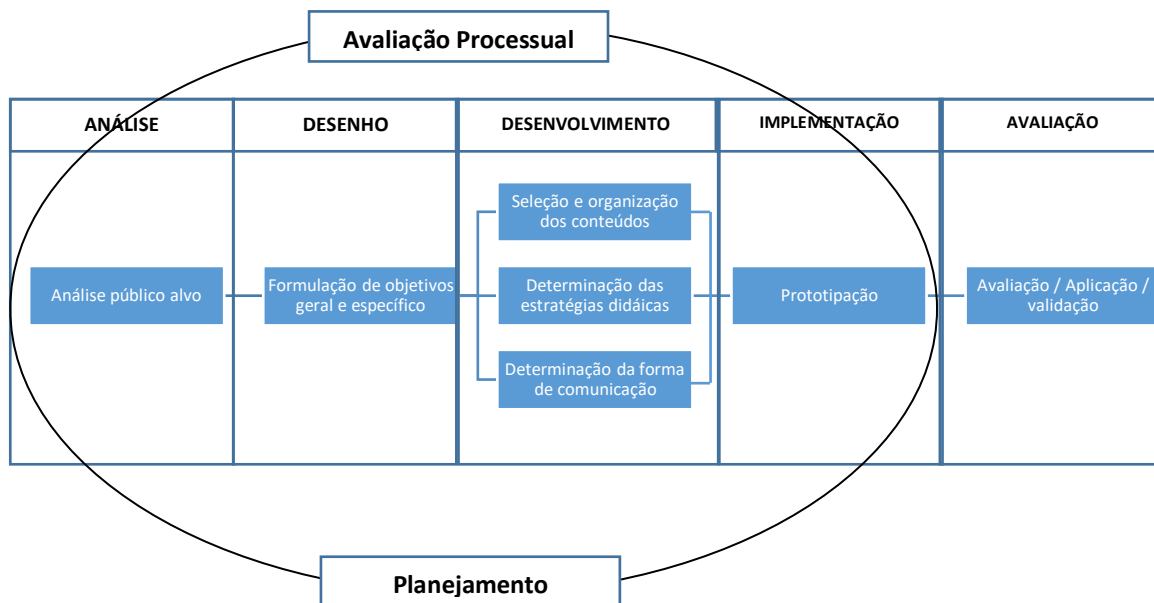 Avaliação Processual
ANÁLISE
DESENHO
DESENVOLVIMENTO
IMPLEMENTAÇÃO
AVALIAÇÃO
Análise público alvo
Formulação de objetivos
geral e específico
Seleção e organização
dos conteúdos
Determinação das
estratégias didáicas
Determinação da forma
de comunicação
Prototipação
Avaliação / Aplicação /
validação
Planejamento